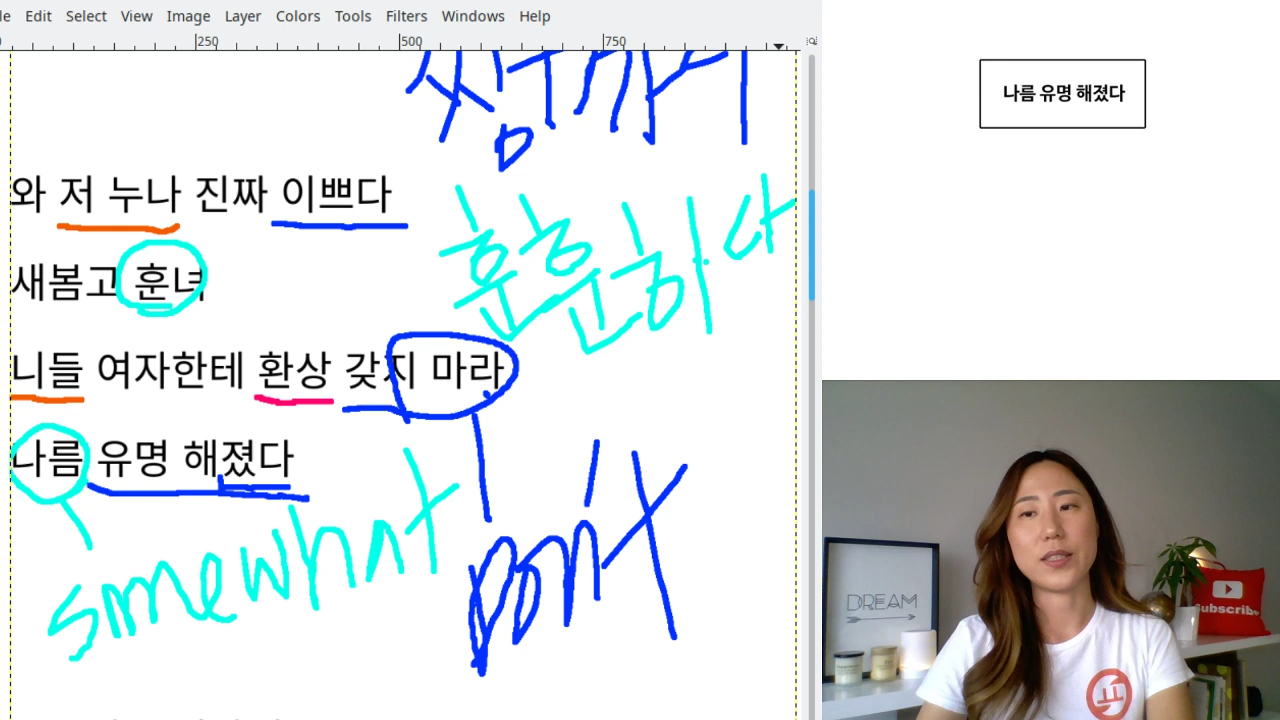 Edit Select View Image Layer Colors Tools Filters Windows Help
250 500 750
와 저 누나 진짜 이쁘다
새봄고 훈녀
훈훈하다
니들 여자한테 환상 갖지 마라
나름 유명 해졌다
somewhat
Don't
나름 유명 해졌다
DREAM
Subscribe